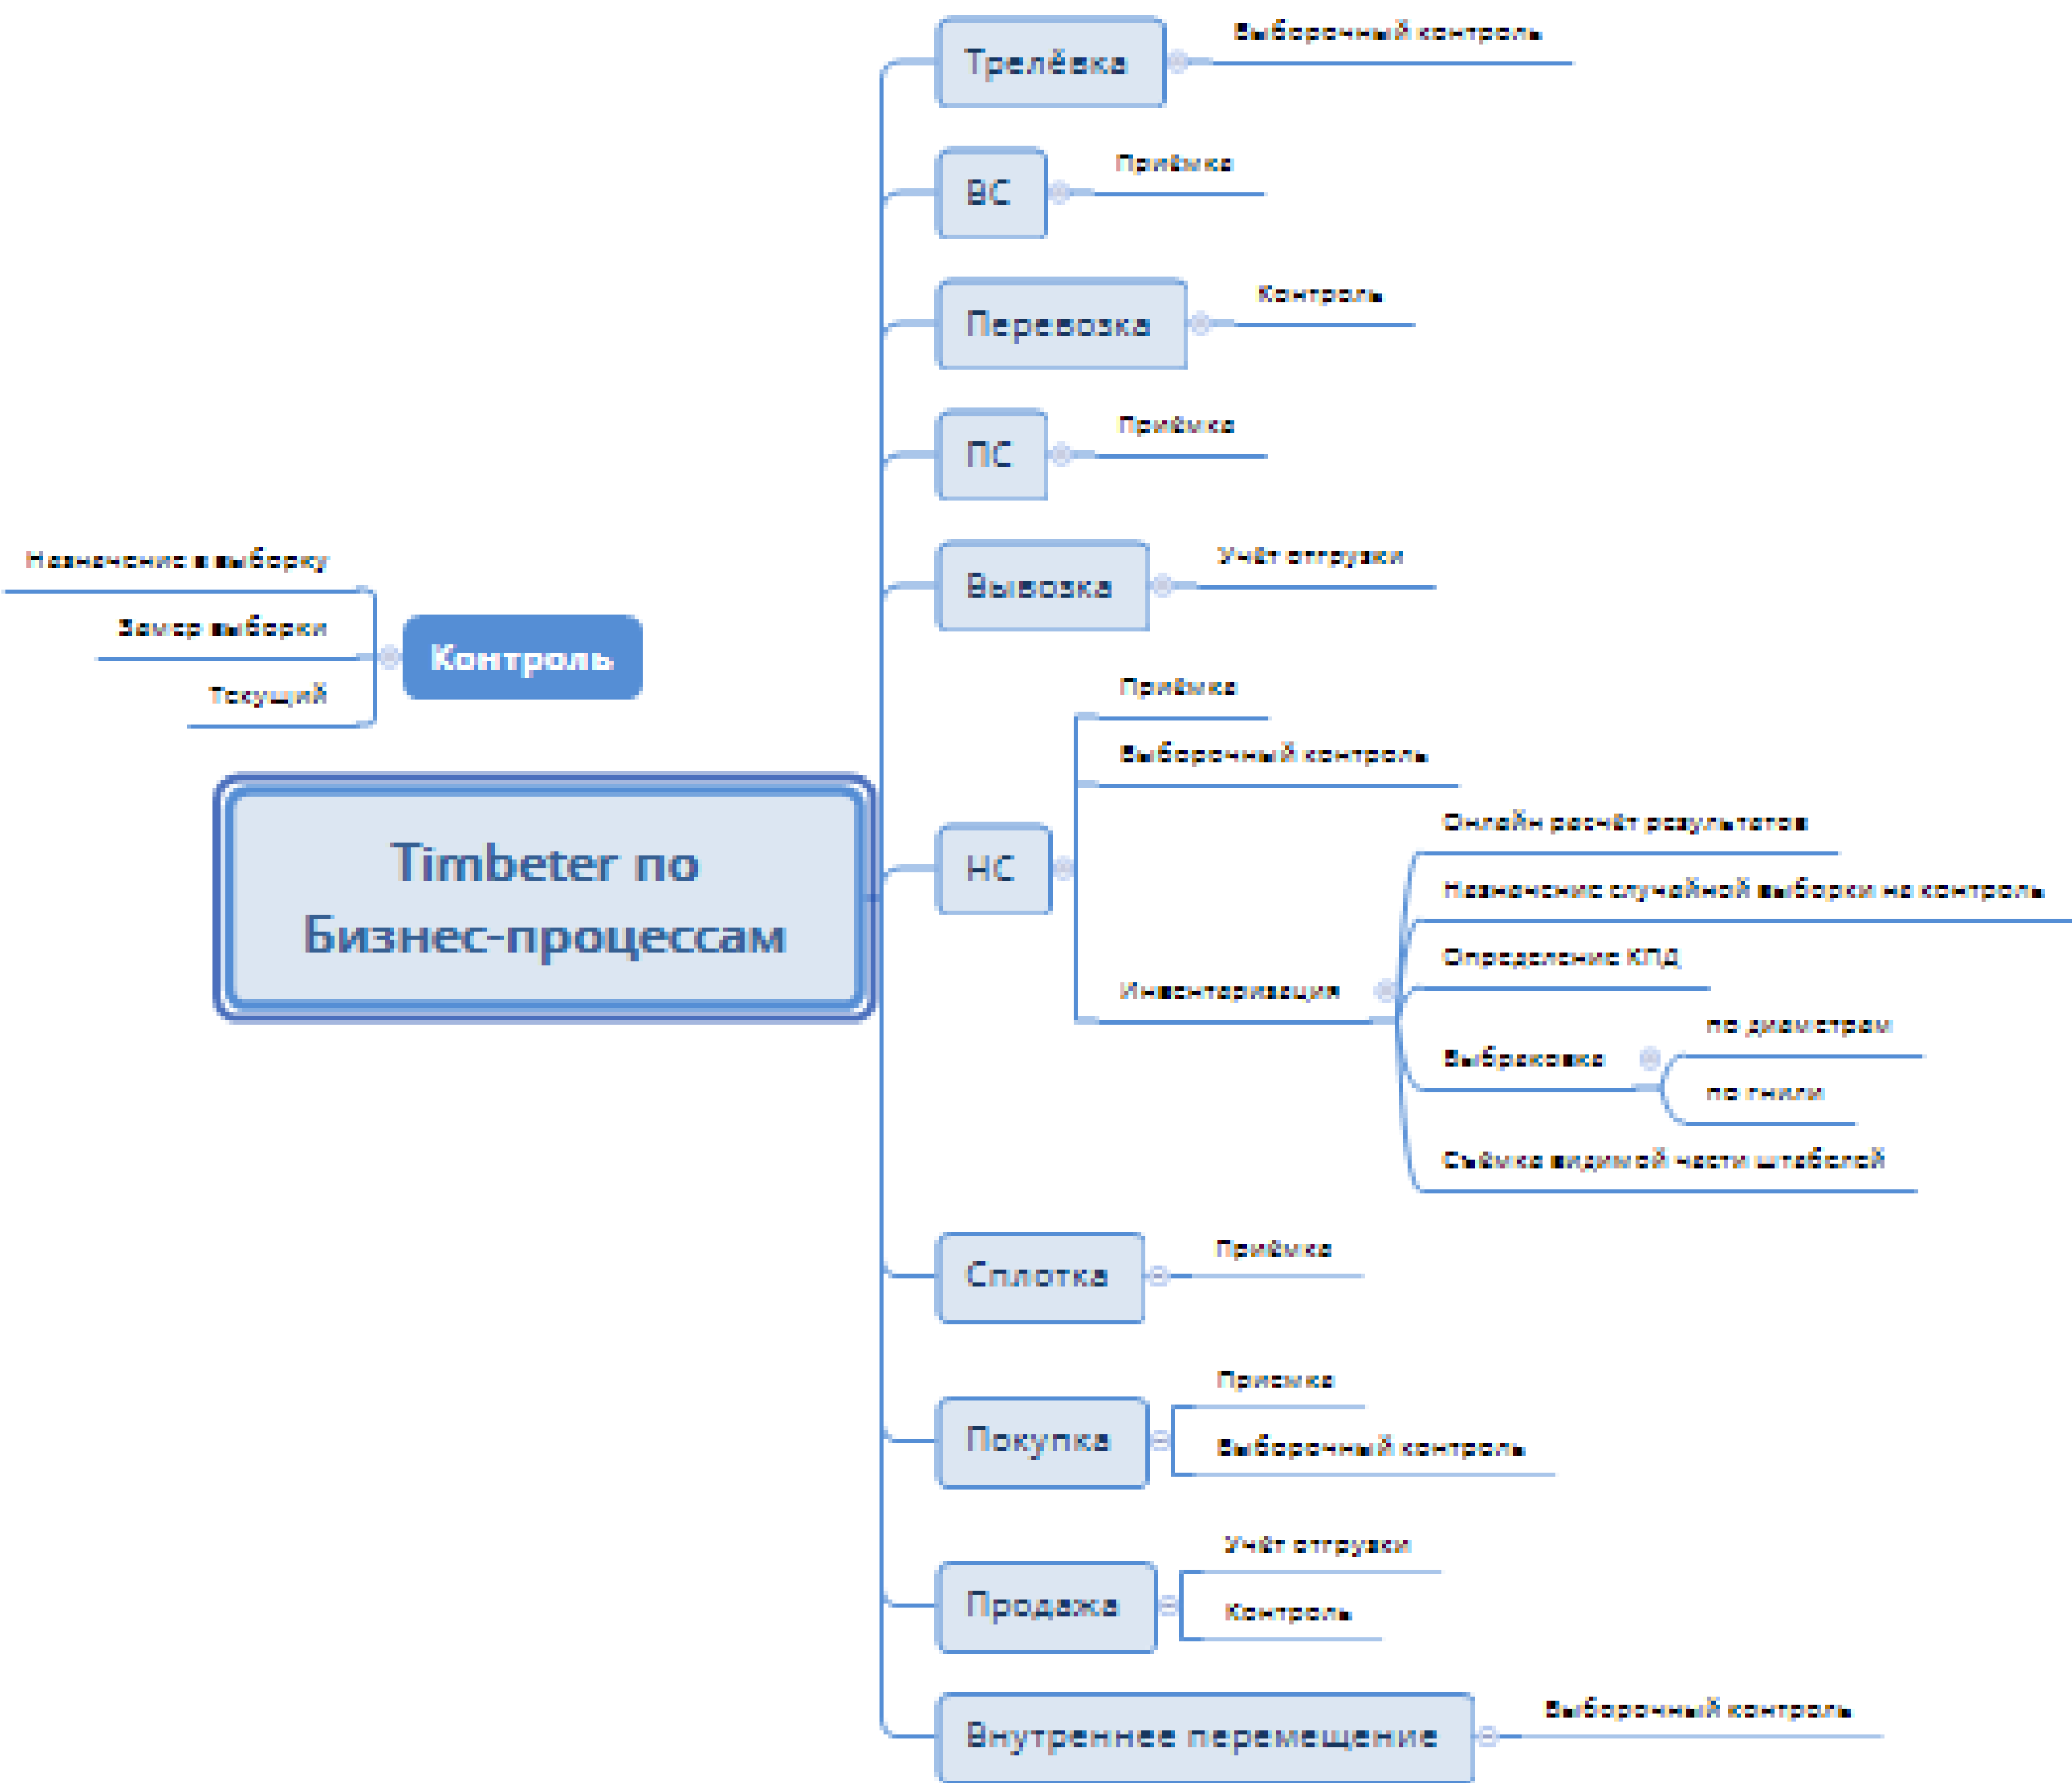 Назначение в выборку
Замер выборки
Текущий
Контроль
Timbeter по
Бизнес-процессам
Трелёвка
Выборочный контроль
ВС
Приёмка
Перевозка
Контроль
ПС
Приёмка
Вывозка
Учёт отгрузки
НС
Приёмка
Выборочный контроль
Инвентаризация
Онлайн расчёт результатов
Назначение случайной выборки на контроль
Определение КПД
Выбраковка
по диаметрам
по гнили
Съёмка видимой части штабелей
Сплотка
Приёмка
Покупка
Приемка
Выборочный контроль
Продажа
Учёт отгрузки
Контроль
Внутреннее перемещение
Выборочный контроль